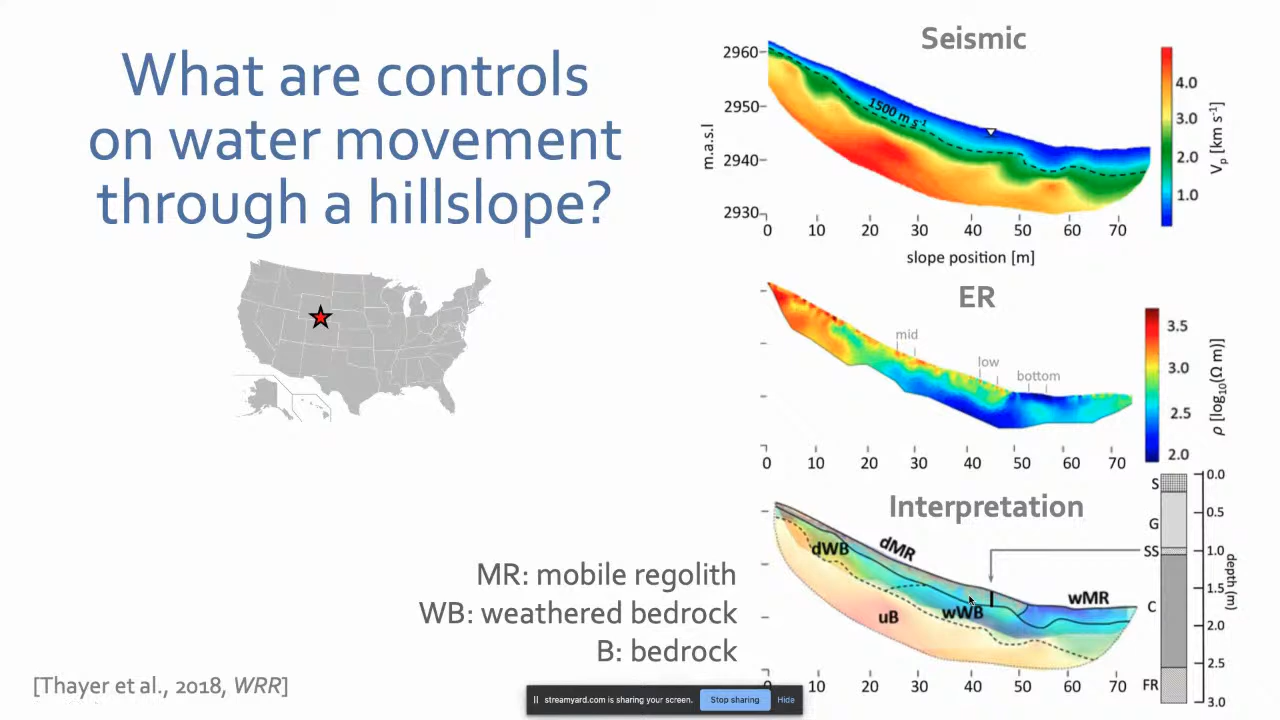 What are controls
on water movement
through a hillslope?
Seismic
2960
2950
2940
2930
m.a.s.l
1500 m s⁻¹
0 10 20 30 40 50 60 70
slope position [m]
4.0
3.0
2.0
1.0
Vₚ [km s⁻¹]
ER
mid
low
bottom
0 10 20 30 40 50 60 70
3.5
3.0
2.5
2.0
ρ [log₁₀(Ω m)]
Interpretation
dWB
dMR
wMR
wWB
uB
0 10 20 30 40 50 60 70
S
G
SS
C
FR
0.0
0.5
1.0
1.5
2.0
2.5
3.0
depth (m)
MR: mobile regolith
WB: weathered bedrock
B: bedrock
[Thayer et al., 2018, WRR]
streamyard.com is sharing your screen.
Stop sharing
Hide